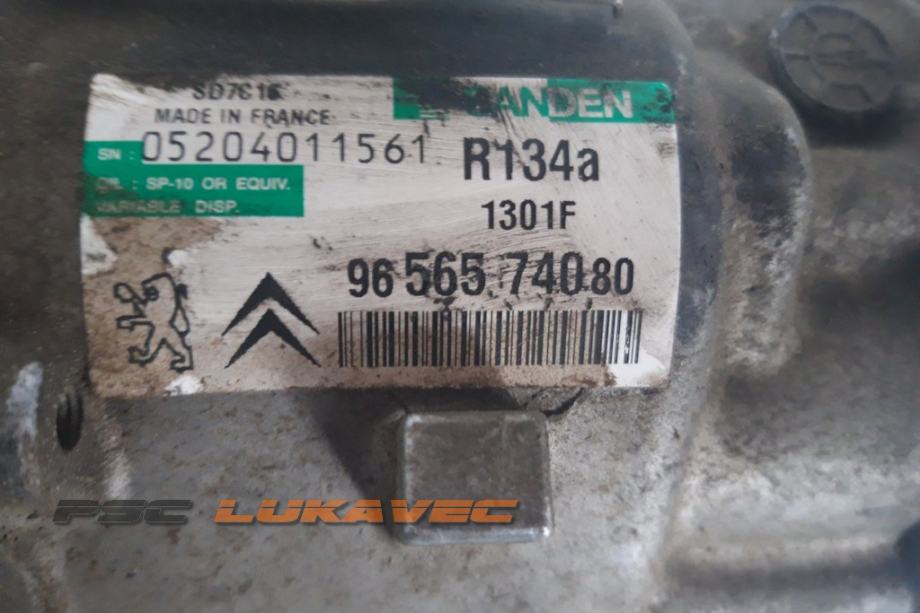 SD7C16
MADE IN FRANCE
SANDEN
SN : 05204011561
R134a
OIL : SP-10 OR EQUIV.
VARIABLE DISP.
1301F
96 565 740 80
PSC LUKAVEC